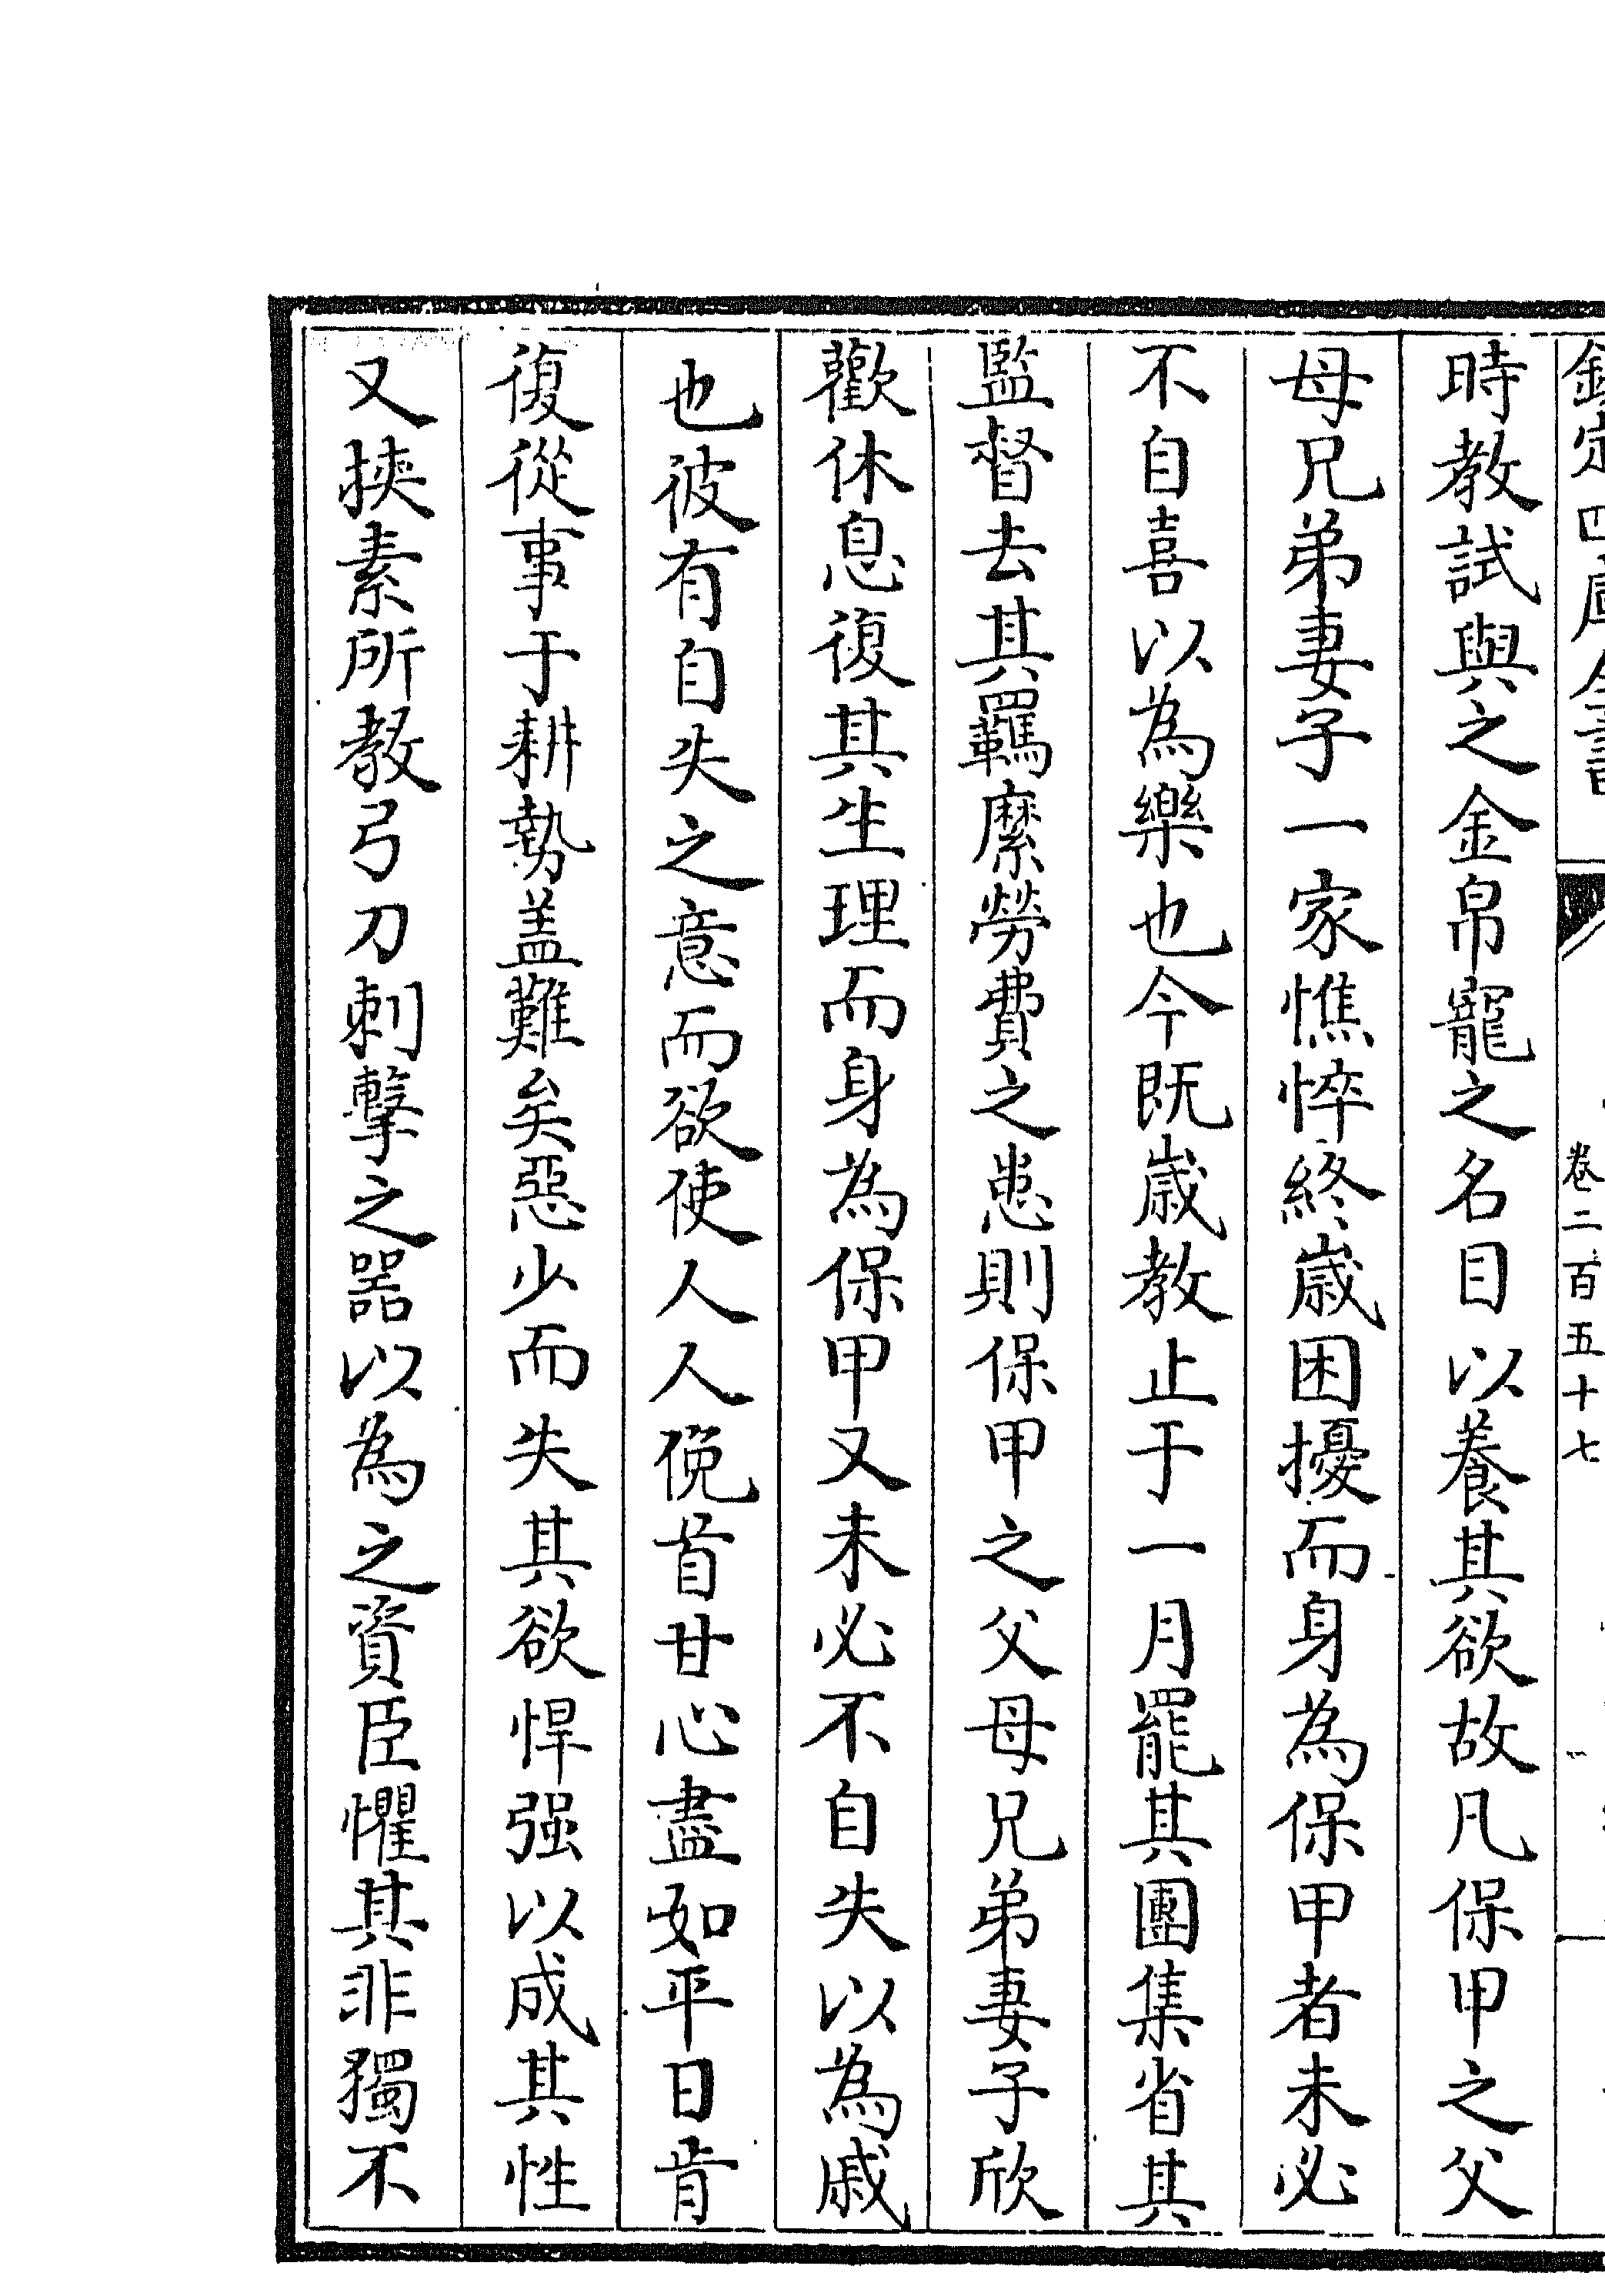 欽定四庫全書
卷二百五十七
時教試與之金帛寵之名目以養其欲故凡保甲之父
母兄弟妻子一家憔悴終歳困擾而身為保甲者未必
不自喜以為樂也今既歳教止于一月罷其團集省其
監督去其羈縻勞費之患則保甲之父母兄弟妻子欣
歡休息復其生理而身為保甲又未必不自失以為戚
也彼有自失之意而欲使人人俛首甘心盡如平日肯
復從事于耕勢盖難矣惡少而失其欲悍强以成其性
又挾素所教弓刀刺擊之器以為之資臣懼其非獨不